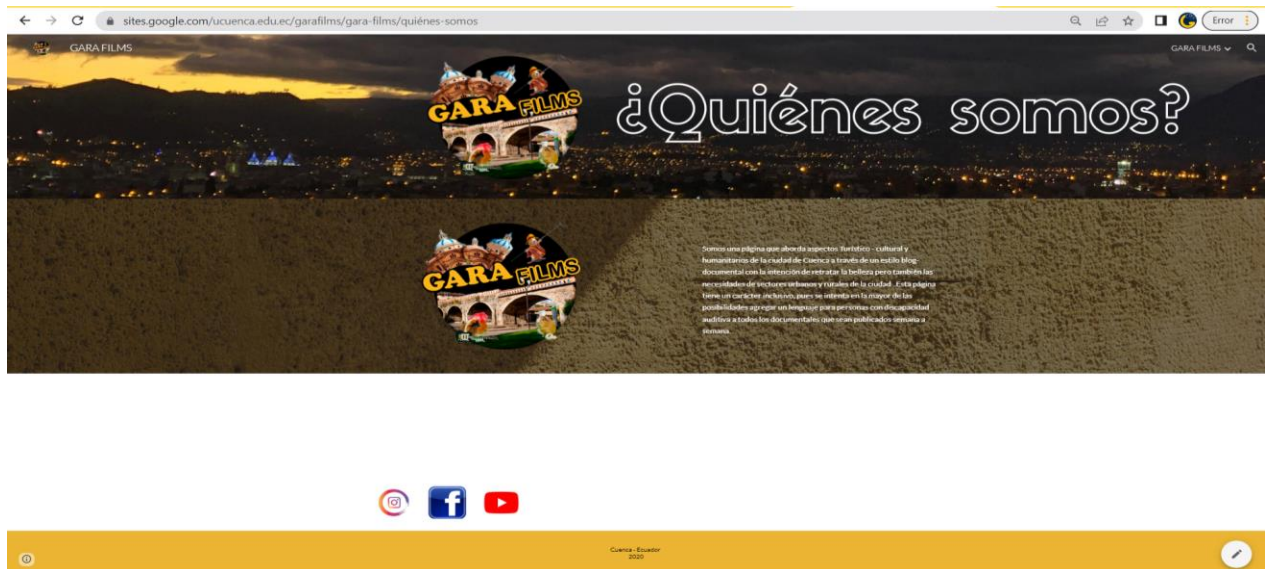 sites.google.com/ucuenca.edu.ec/garafilms/gara-films/quiénes-somos
Error
GARA FILMS
GARA FILMS
GARA FILMS
¿Quiénes somos?
GARA FILMS
Somos una página que aborda aspectos Turístico - cultural y
humanitarios de la ciudad de Cuenca a través de un estilo blog-
documental con la intención de retratar la belleza pero también las
necesidades de sectores urbanos y rurales de la ciudad . Esta página
tiene un carácter inclusivo, pues se intenta en la mayor de las
posibilidades agregar un lenguaje para personas con discapacidad
auditiva a todos los documentales que sean publicados semana a
semana.
Cuenca - Ecuador
2020